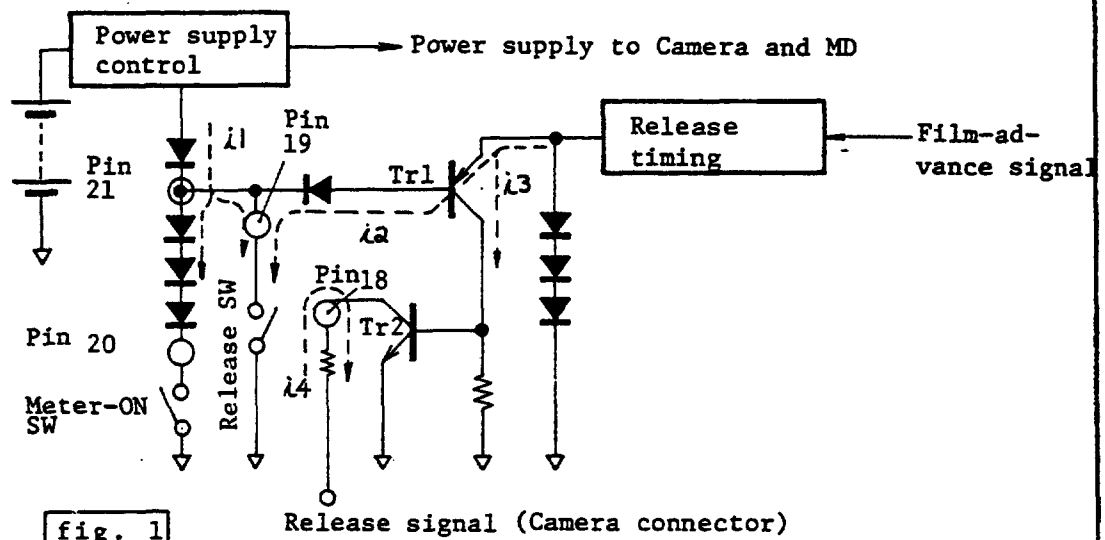 Power supply
control
Power supply to Camera and MD
Pin
19
i1
Pin
21
Tr1
i3
Release
timing
Film-ad-
vance signal
i2
Pin 18
Tr2
Release SW
Pin 20
i4
Meter-ON
SW
fig. 1
Release signal (Camera connector)